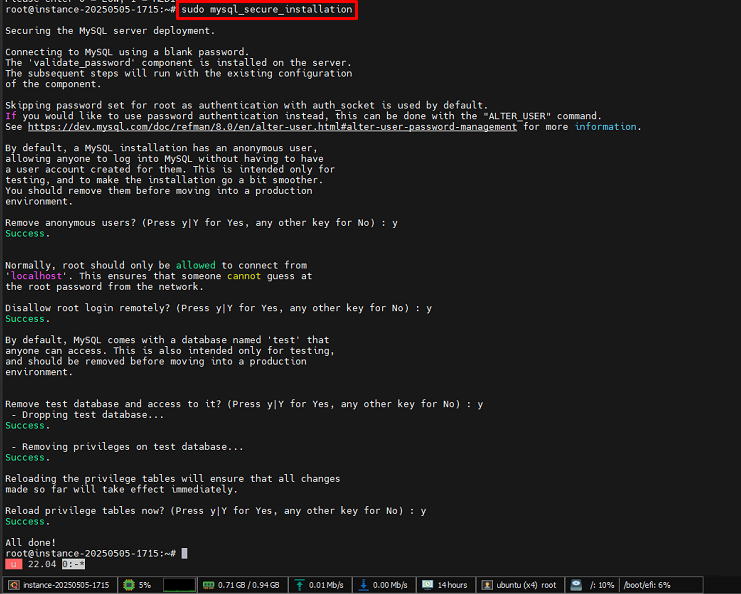 root@instance-20250505-1715:~# sudo mysql_secure_installation
Securing the MySQL server deployment.
Connecting to MySQL using a blank password.
The 'validate_password' component is installed on the server.
The subsequent steps will run with the existing configuration
of the component.
Skipping password set for root as authentication with auth_socket is used by default.
If you would like to use password authentication instead, this can be done with the "ALTER_USER" command.
See https://dev.mysql.com/doc/refman/8.0/en/alter-user.html#alter-user-password-management for more information.
By default, a MySQL installation has an anonymous user,
allowing anyone to log into MySQL without having to have
a user account created for them. This is intended only for
testing, and to make the installation go a bit smoother.
You should remove them before moving into a production
environment.
Remove anonymous users? (Press y|Y for Yes, any other key for No) : y
Success.
Normally, root should only be allowed to connect from
'localhost'. This ensures that someone cannot guess at
the root password from the network.
Disallow root login remotely? (Press y|Y for Yes, any other key for No) : y
Success.
By default, MySQL comes with a database named 'test' that
anyone can access. This is also intended only for testing,
and should be removed before moving into a production
environment.
Remove test database and access to it? (Press y|Y for Yes, any other key for No) : y
- Dropping test database...
Success.
- Removing privileges on test database...
Success.
Reloading the privilege tables will ensure that all changes
made so far will take effect immediately.
Reload privilege tables now? (Press y|Y for Yes, any other key for No) : y
Success.
All done!
root@instance-20250505-1715:~#
u 22.04 0:-*
instance-20250505-1715 5% 0.71 GB / 0.94 GB 0.01 Mb/s 0.00 Mb/s 14 hours ubuntu (x4) root /: 10% /boot/efi: 6%